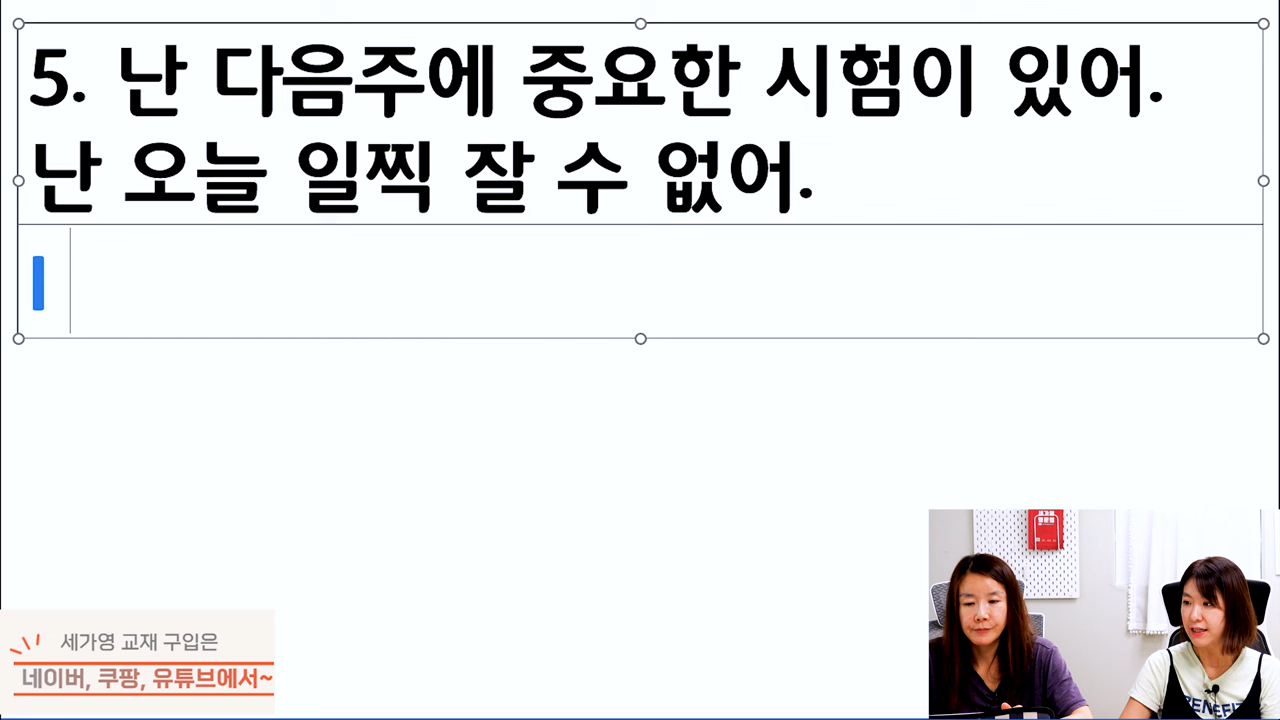 5. 난 다음주에 중요한 시험이 있어.
난 오늘 일찍 잘 수 없어.
세가영 교재 구입은
네이버, 쿠팡, 유튜브에서~
BENEFIT